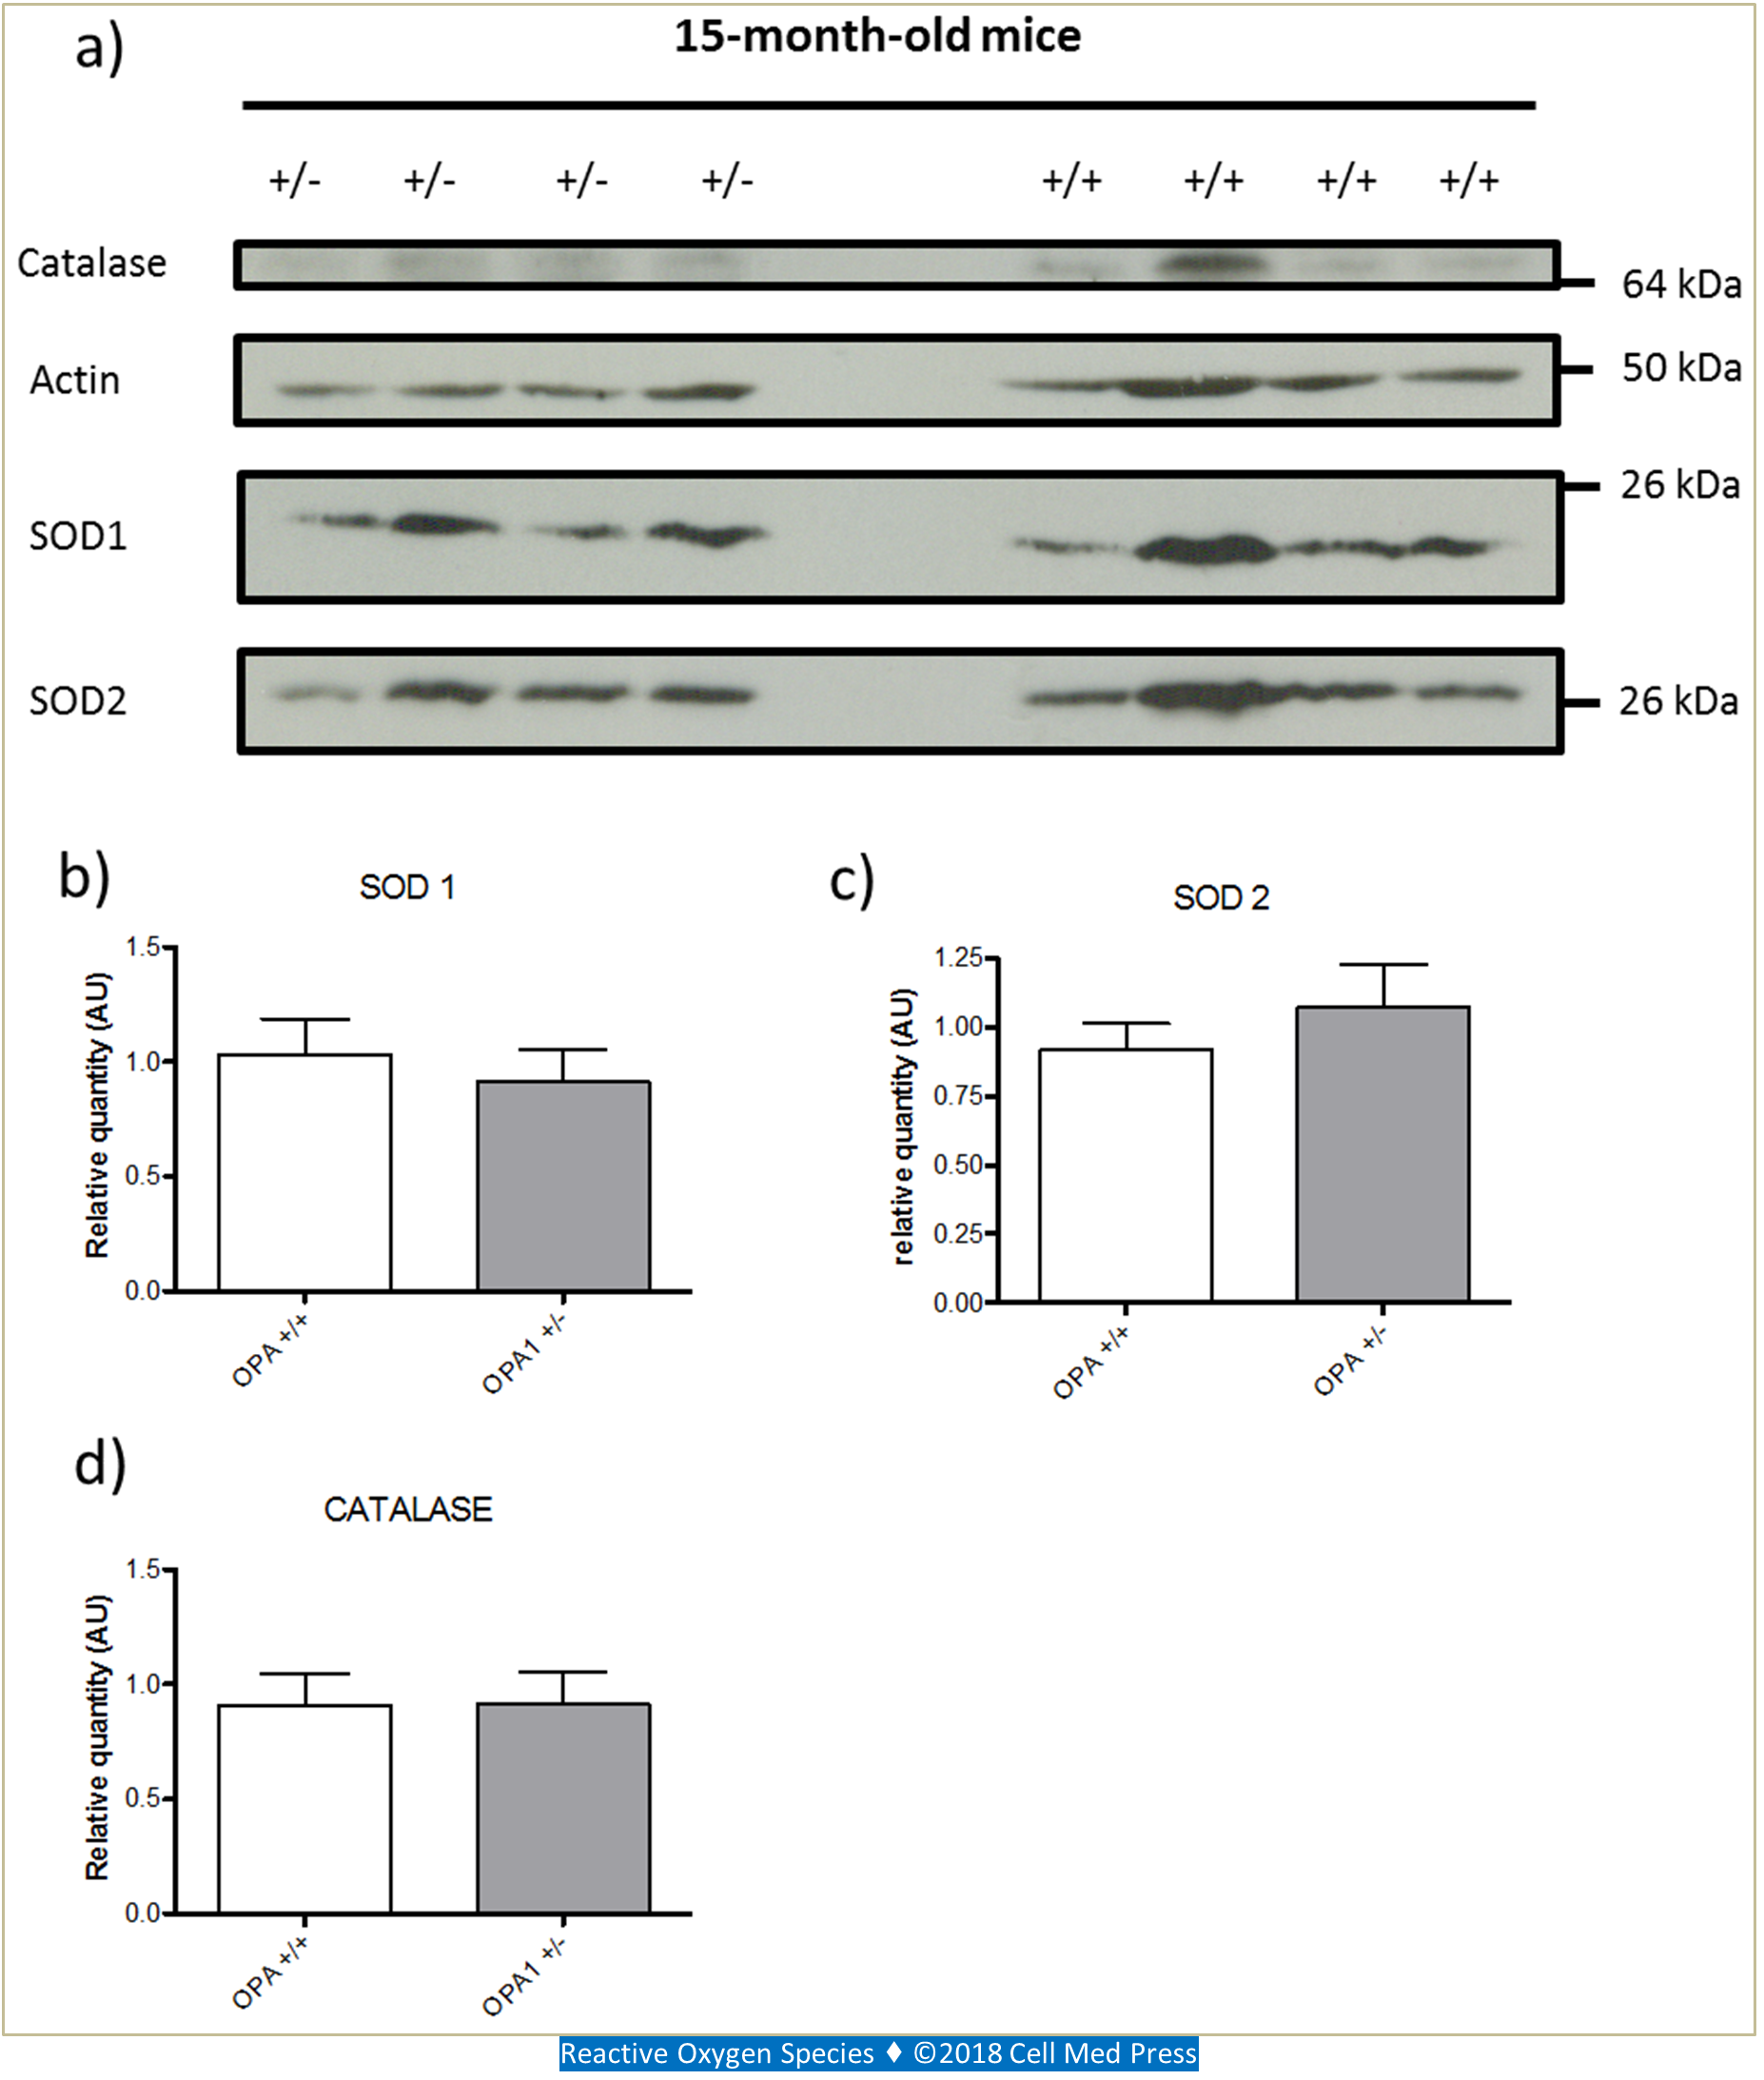 a)
15-month-old mice
+/- +/- +/- +/- +/+ +/+ +/+ +/+
Catalase
64 kDa
Actin
50 kDa
SOD1
26 kDa
SOD2
26 kDa
b)
SOD 1
Relative quantity (AU)
1.5
1.0
0.5
0.0
OPA +/+
OPA1 +/-
c)
SOD 2
relative quantity (AU)
1.25
1.00
0.75
0.50
0.25
0.00
OPA +/+
OPA +/-
d)
CATALASE
Relative quantity (AU)
1.5
1.0
0.5
0.0
OPA +/+
OPA1 +/-
Reactive Oxygen Species ♦ ©2018 Cell Med Press